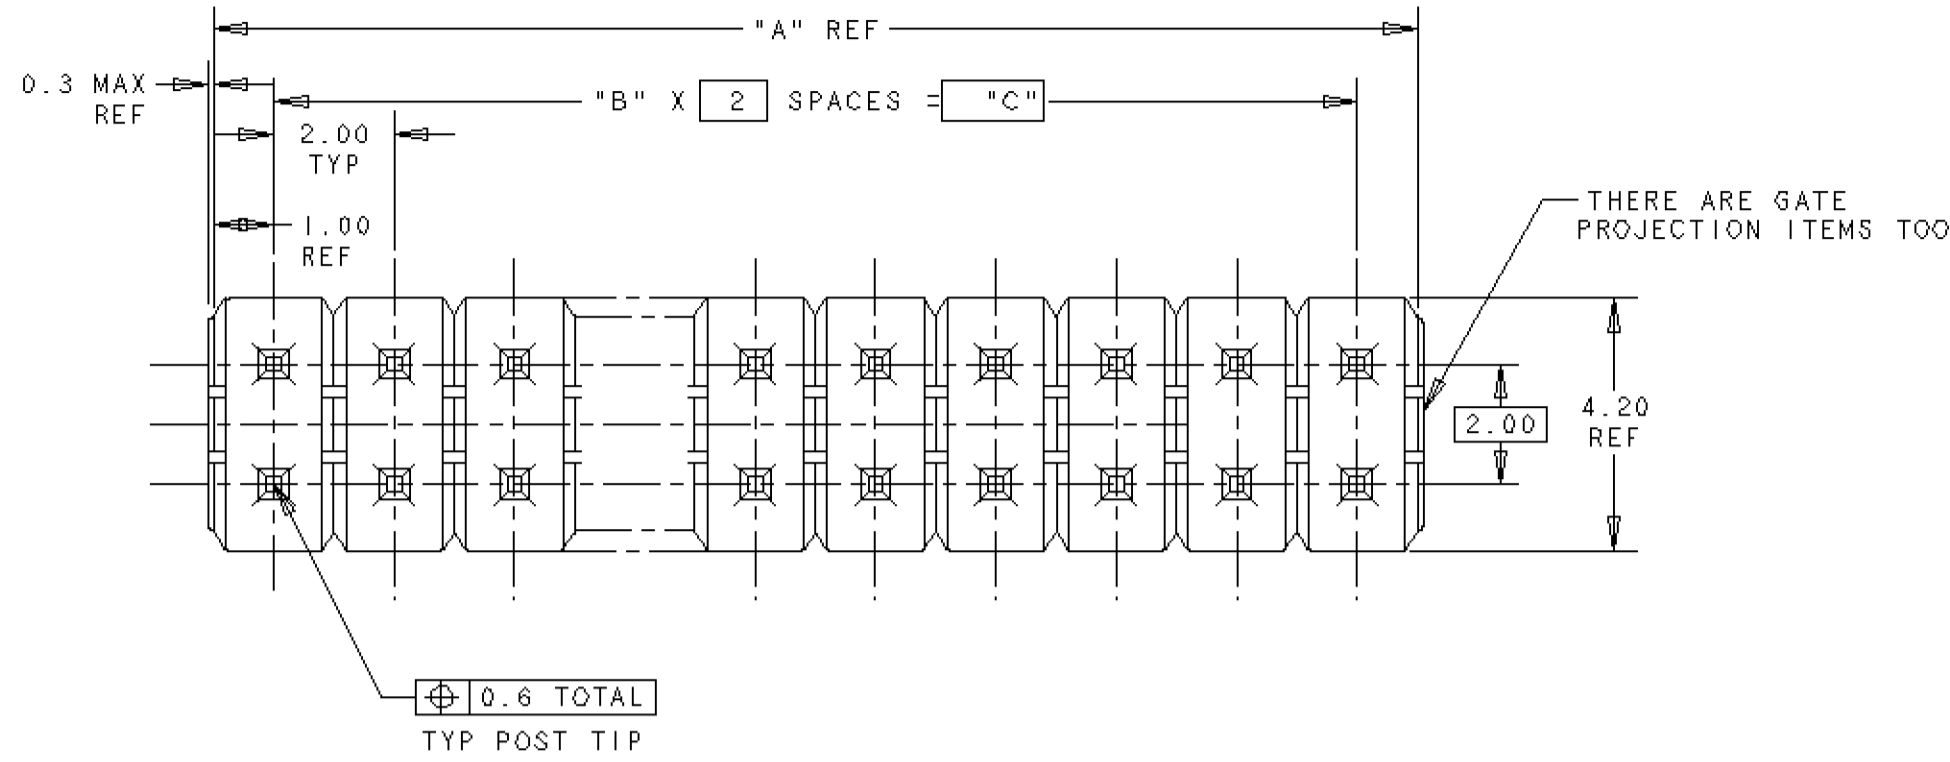 "A" REF
0.3 MAX
REF
"B" X 2 SPACES = "C"
2.00
TYP
1.00
REF
THERE ARE GATE
PROJECTION ITEMS TOO
2.00
4.20
REF
0.6 TOTAL
TYP POST TIP